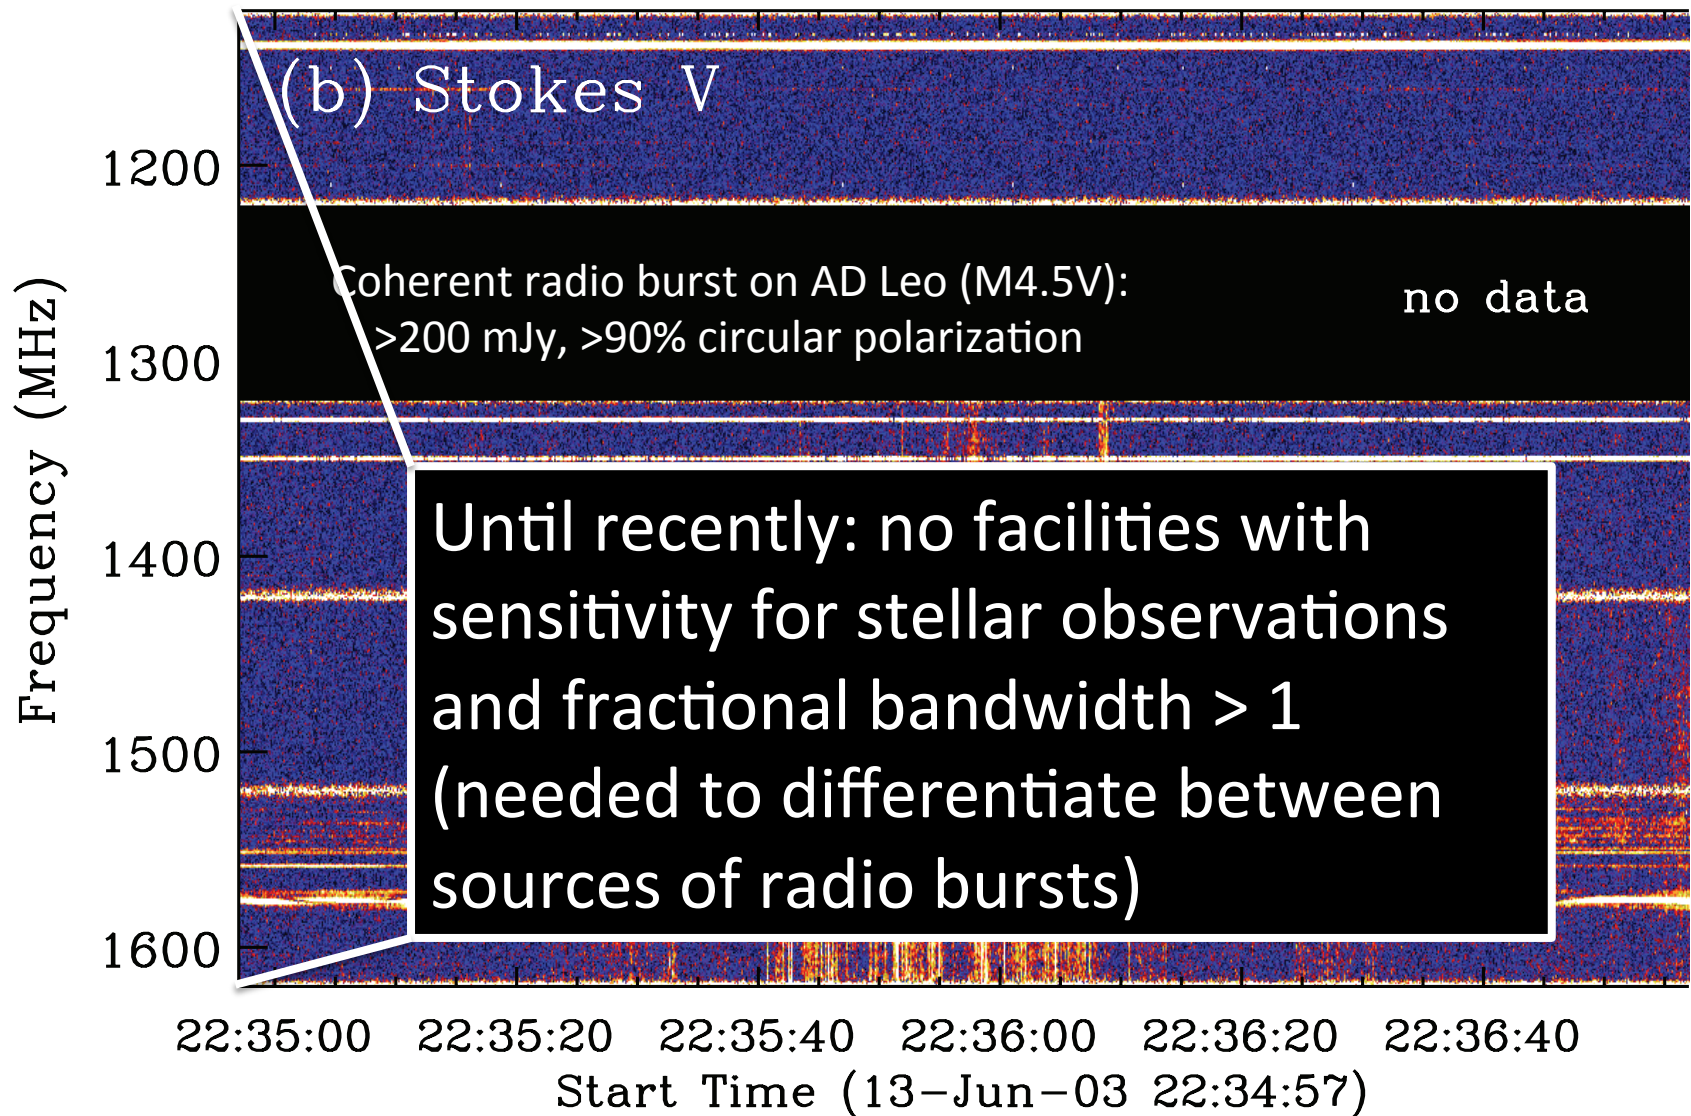 (b) Stokes V
1200
Coherent radio burst on AD Leo (M4.5V):
>200 mJy, >90% circular polarization
no data
1300
Frequency (MHz)
1400
Until recently: no facilities with
sensitivity for stellar observations
and fractional bandwidth > 1
(needed to differentiate between
sources of radio bursts)
1500
1600
22:35:00 22:35:20 22:35:40 22:36:00 22:36:20 22:36:40
Start Time (13-Jun-03 22:34:57)